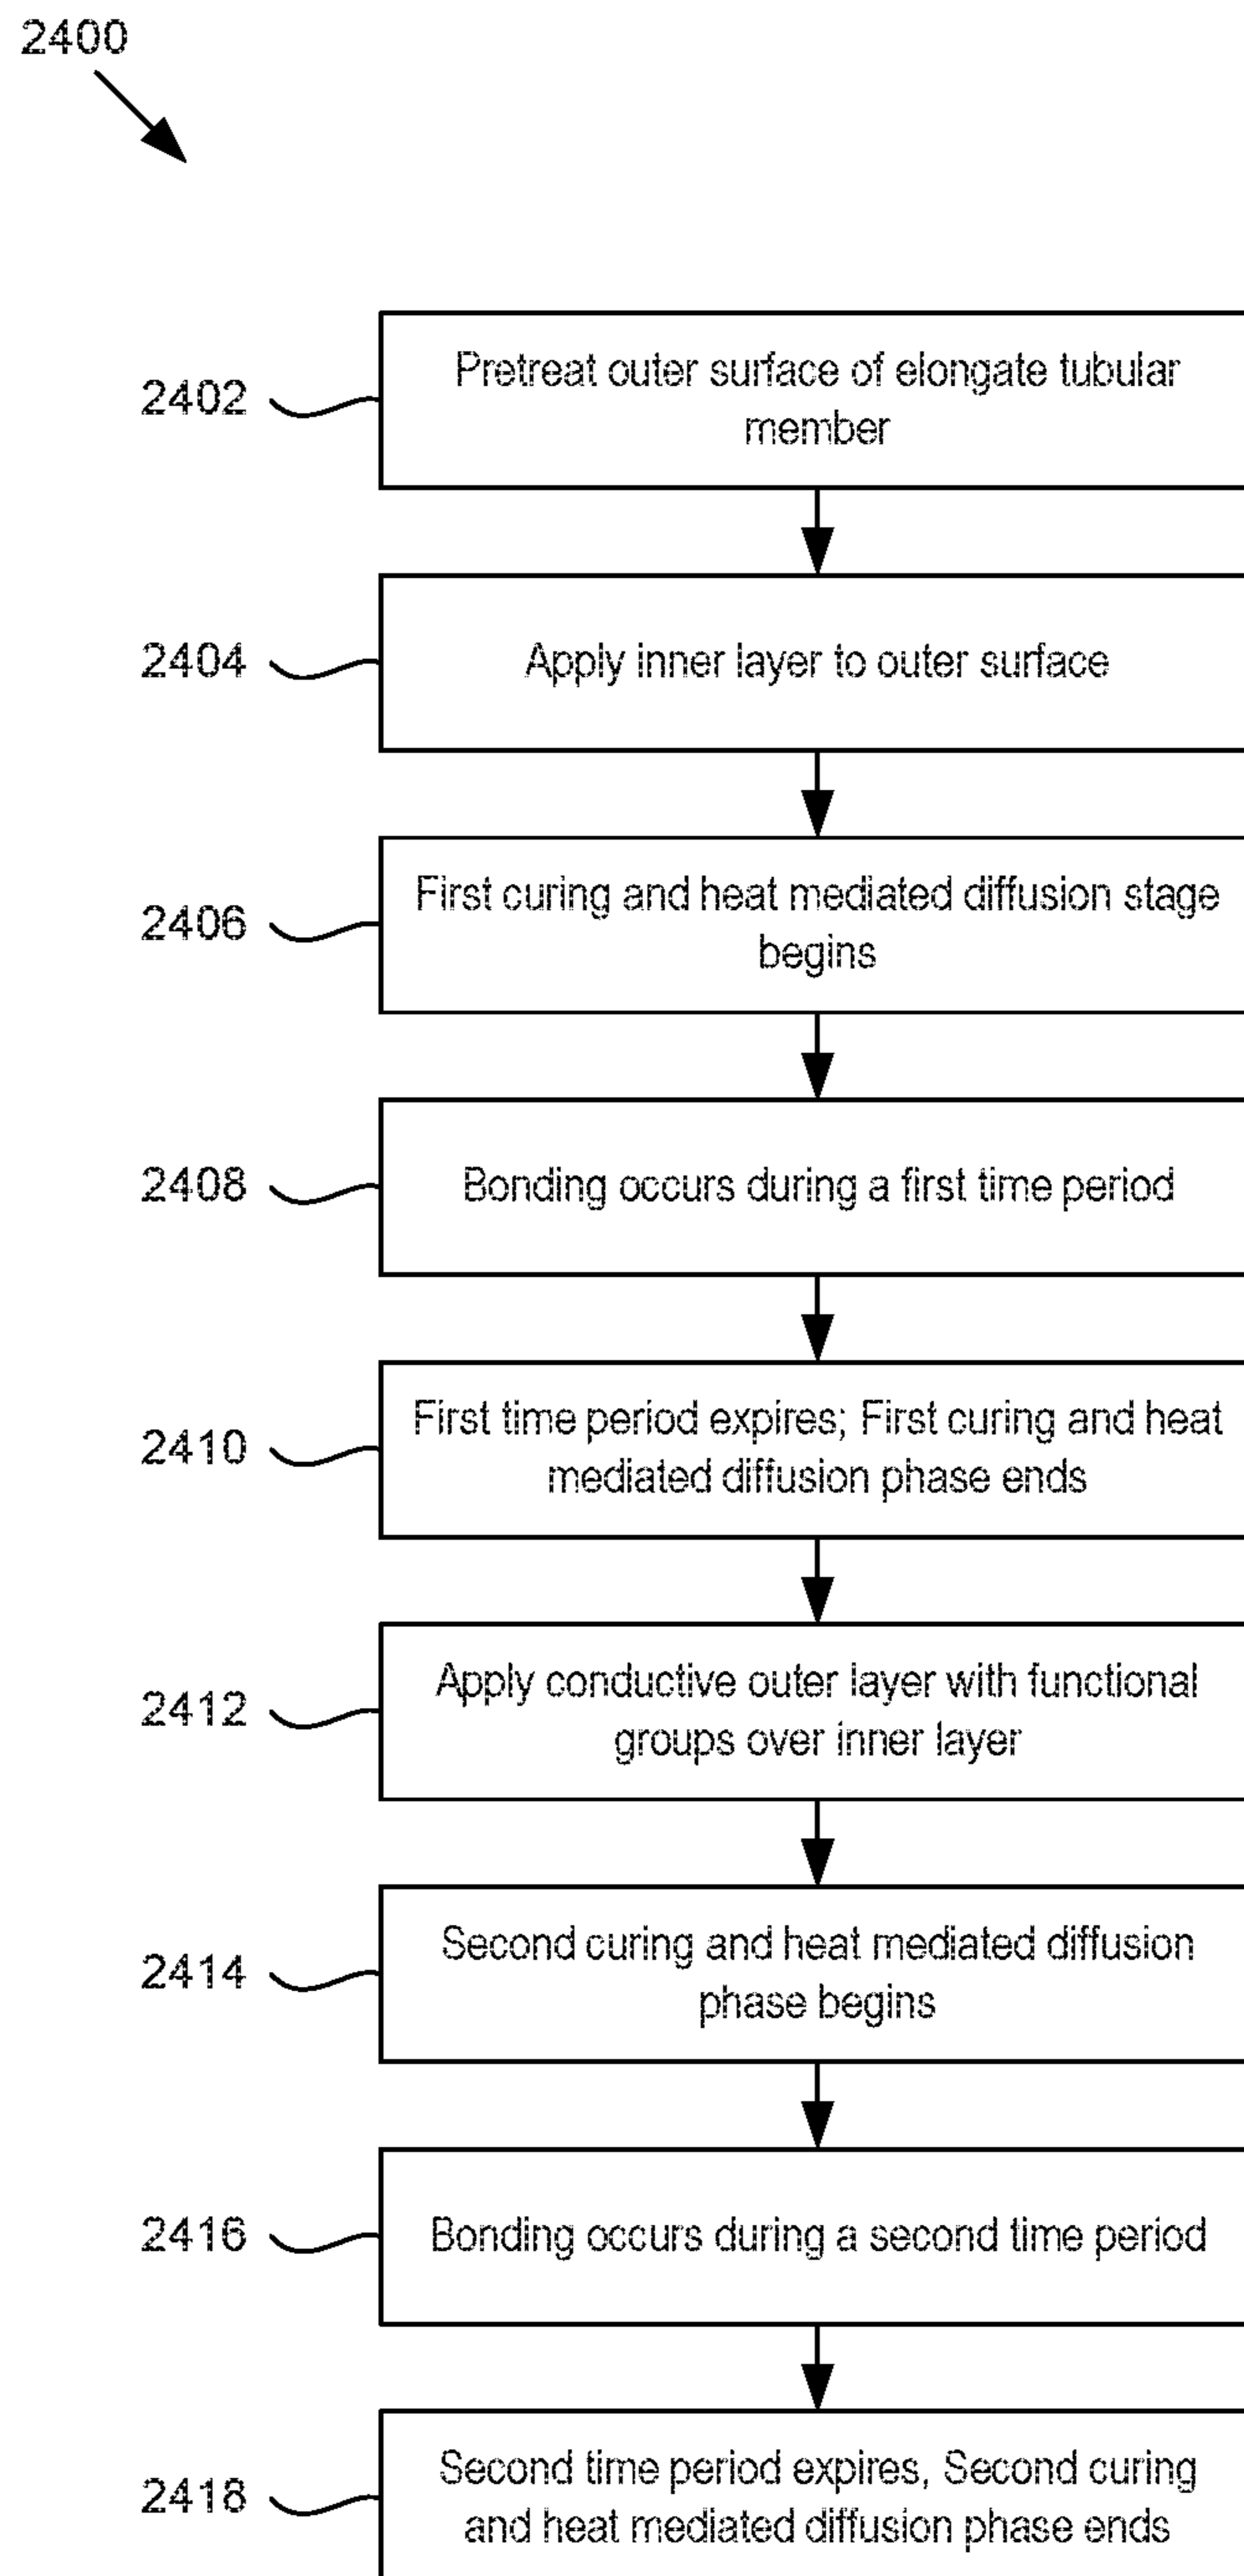 2400
2402
Pretreat outer surface of elongate tubular
member
2404
Apply inner layer to outer surface
2406
First curing and heat mediated diffusion stage
begins
2408
Bonding occurs during a first time period
2410
First time period expires; First curing and heat
mediated diffusion phase ends
2412
Apply conductive outer layer with functional
groups over inner layer
2414
Second curing and heat mediated diffusion
phase begins
2416
Bonding occurs during a second time period
2418
Second time period expires, Second curing
and heat mediated diffusion phase ends